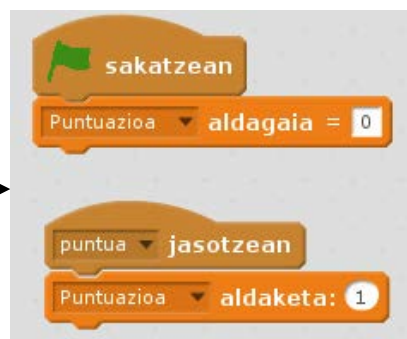 sakatzean
Puntuazioa aldagaia = 0
puntua jasotzean
Puntuazioa aldaketa: 1